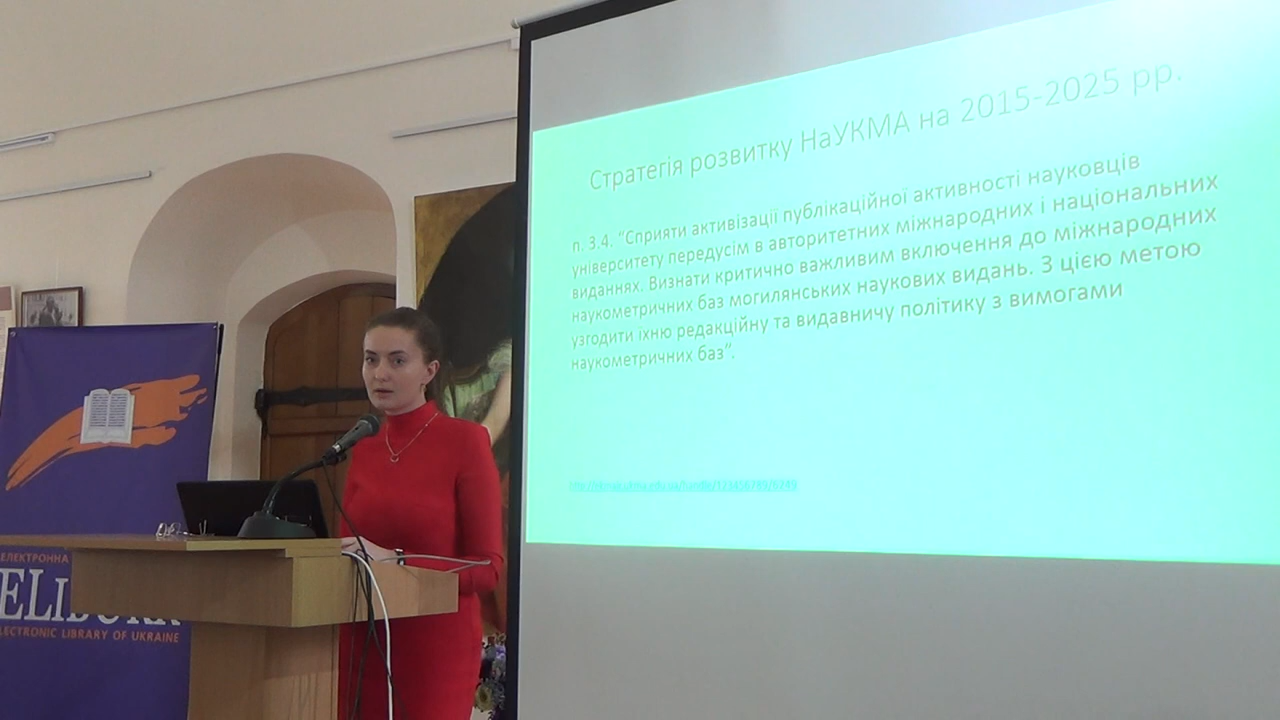 Стратегія розвитку НаУКМА на 2015-2025 рр.
п. 3.4. "Сприяти активізації публікаційної активності науковців
університету передусім в авторитетних міжнародних і національних
виданнях. Визнати критично важливим включення до міжнародних
наукометричних баз могилянських наукових видань. З цією метою
узгодити їхню редакційну та видавничу політику з вимогами
наукометричних баз".
ЕЛЕКТРОННА
ELECTRONIC LIBRARY OF UKRAINE